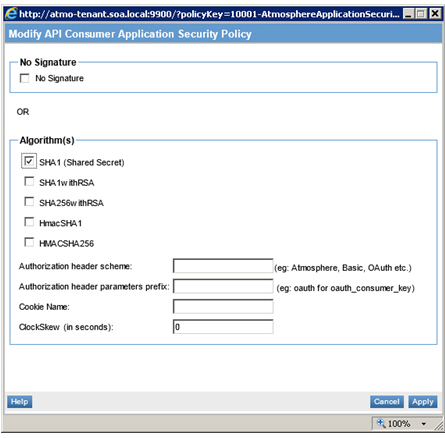 http://atmo-tenant.soa.local:9900/?policyKey=10001-AtmosphereApplicationSecuri...
Modify API Consumer Application Security Policy
No Signature
No Signature
OR
Algorithm(s)
SHA1 (Shared Secret)
SHA1withRSA
SHA256withRSA
HmacSHA1
HMACSHA256
Authorization header scheme: (eg: Atmosphere, Basic, OAuth etc.)
Authorization header parameters prefix: (eg: oauth for oauth_consumer_key)
Cookie Name:
ClockSkew (in seconds): 0
Help Cancel Apply
100%